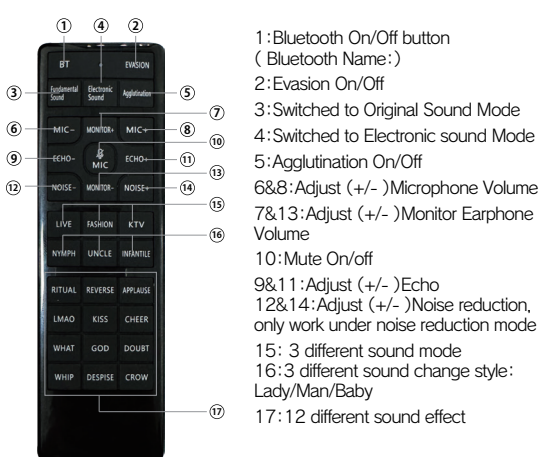 ① ④ ②
BT EVASION
③ Fundamental Sound Electronic Sound Agglutination ⑤
⑦
⑥ MIC- MONITOR+ MIC+ ⑧
⑩
⑨ ECHO- MIC ECHO+ ⑪
⑬
⑫ NOISE- MONITOR- NOISE+ ⑭
⑮
LIVE FASHION KTV
⑯
NYMPH UNCLE INFANTILE
RITUAL REVERSE APPLAUSE
LMAO KISS CHEER
WHAT GOD DOUBT
WHIP DESPISE CROW
⑰
1:Bluetooth On/Off button
( Bluetooth Name:)
2:Evasion On/Off
3:Switched to Original Sound Mode
4:Switched to Electronic sound Mode
5:Agglutination On/Off
6&8:Adjust (+/- )Microphone Volume
7&13:Adjust (+/- )Monitor Earphone
Volume
10:Mute On/off
9&11:Adjust (+/- )Echo
12&14:Adjust (+/- )Noise reduction,
only work under noise reduction mode
15: 3 different sound mode
16:3 different sound change style:
Lady/Man/Baby
17:12 different sound effect